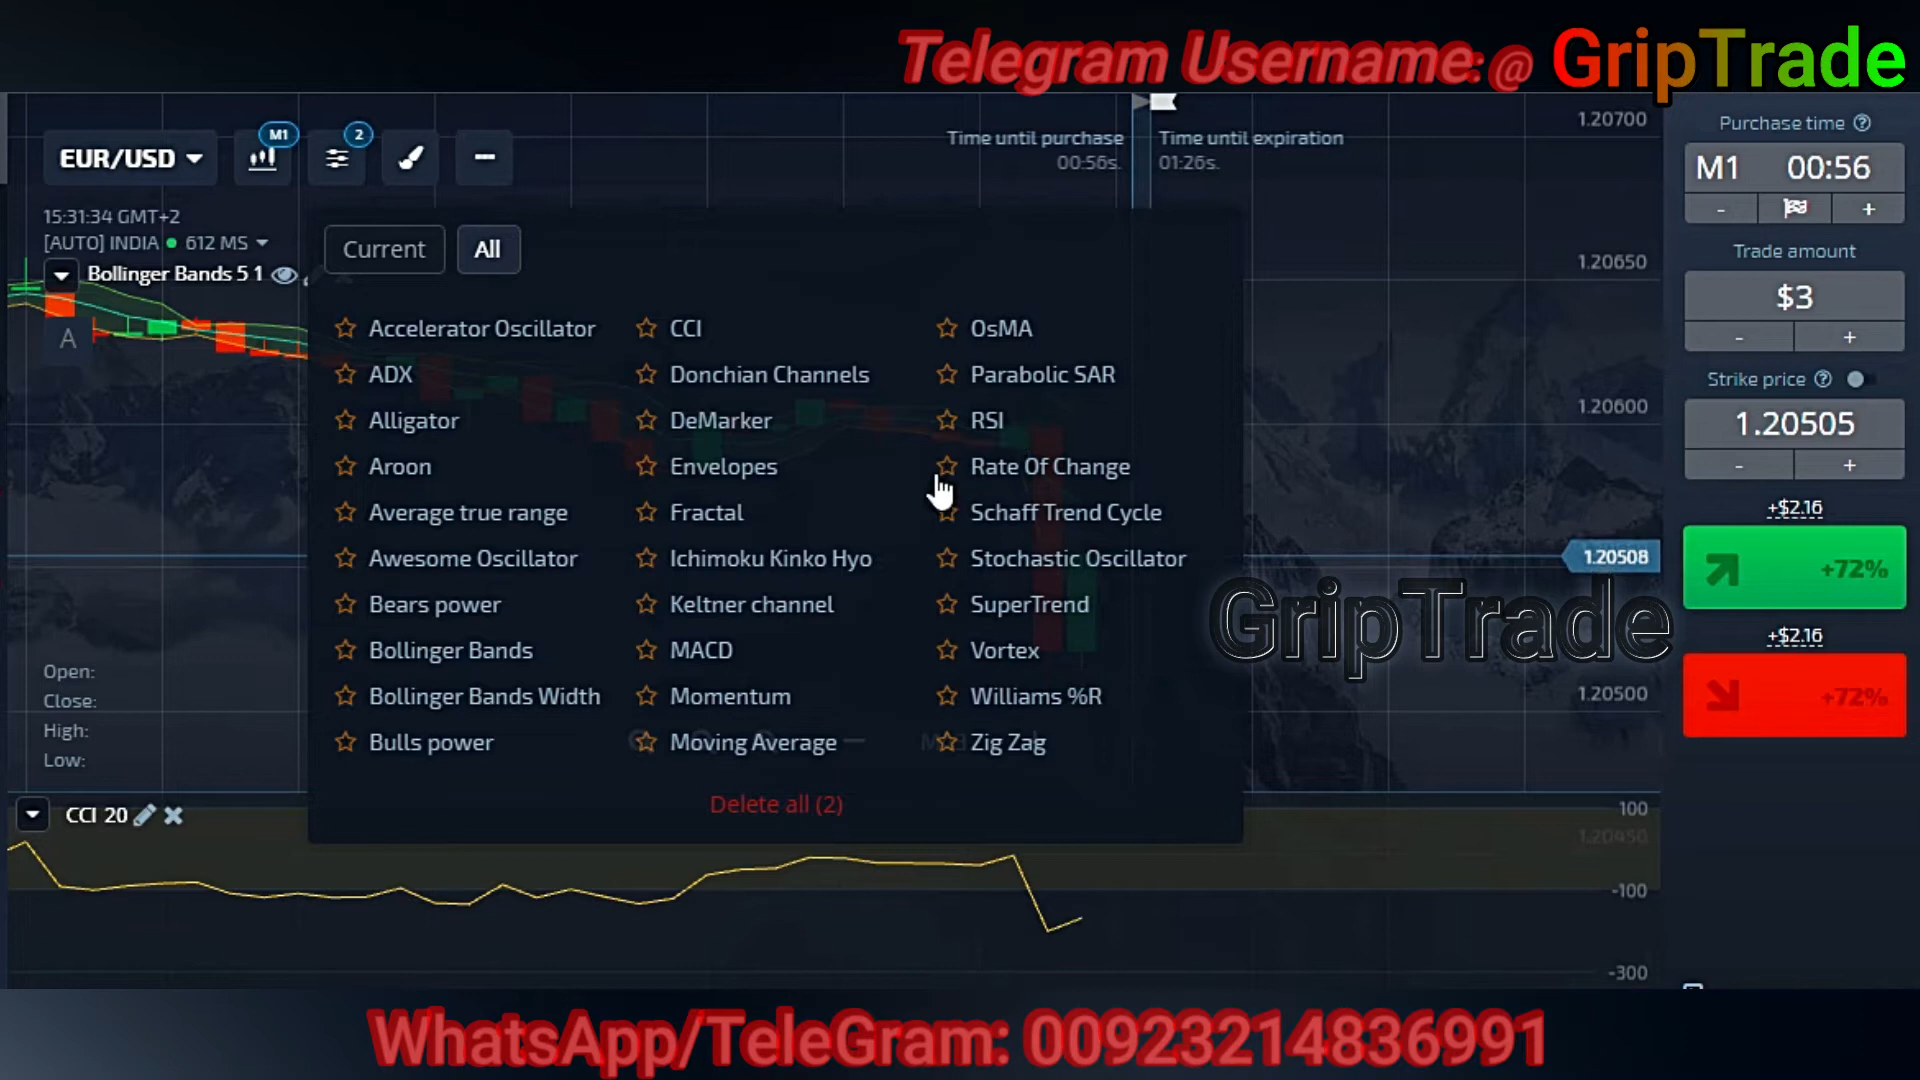 Telegram Username:@ GripTrade
EUR/USD
M1
2
15:31:34 GMT+2
[AUTO] INDIA 612 MS
Bollinger Bands 5 1
A
Time until purchase
00:56s.
Time until expiration
01:26s.
Current
All
Accelerator Oscillator
ADX
Alligator
Aroon
Average true range
Awesome Oscillator
Bears power
Bollinger Bands
Bollinger Bands Width
Bulls power
CCI
Donchian Channels
DeMarker
Envelopes
Fractal
Ichimoku Kinko Hyo
Keltner channel
MACD
Momentum
Moving Average
OsMA
Parabolic SAR
RSI
Rate Of Change
Schaff Trend Cycle
Stochastic Oscillator
SuperTrend
Vortex
Williams %R
Zig Zag
Delete all (2)
Open:
Close:
High:
Low:
CCI 20
1.20700
1.20650
1.20600
1.20508
1.20500
1.20450
100
-100
-300
GripTrade
Purchase time
M1 00:56
- +
Trade amount
$3
- +
Strike price
1.20505
- +
+$2.16
+72%
+$2.16
+72%
WhatsApp/TeleGram: 00923214836991